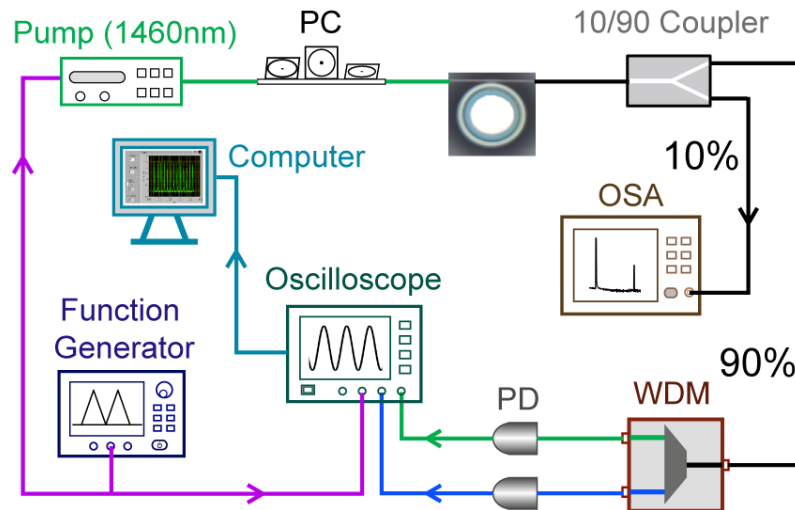 Pump (1460nm)
PC
10/90 Coupler
Computer
10%
OSA
Oscilloscope
Function
Generator
90%
PD
WDM